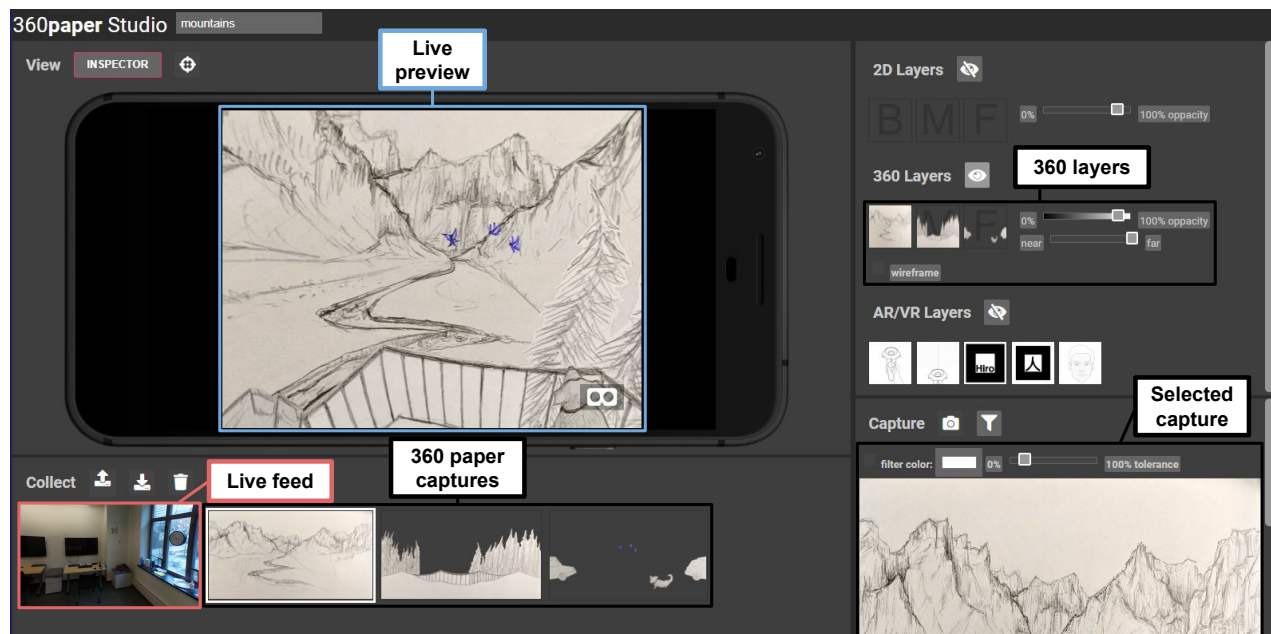 360paper Studio
mountains
View
INSPECTOR
Live
preview
2D Layers
B M F
0%
100% oppacity
360 Layers
360 layers
M F
0%
100% oppacity
near
far
wireframe
AR/VR Layers
Hiro
人
Selected
capture
Capture
filter color:
0%
100% tolerance
360 paper
captures
Collect
Live feed